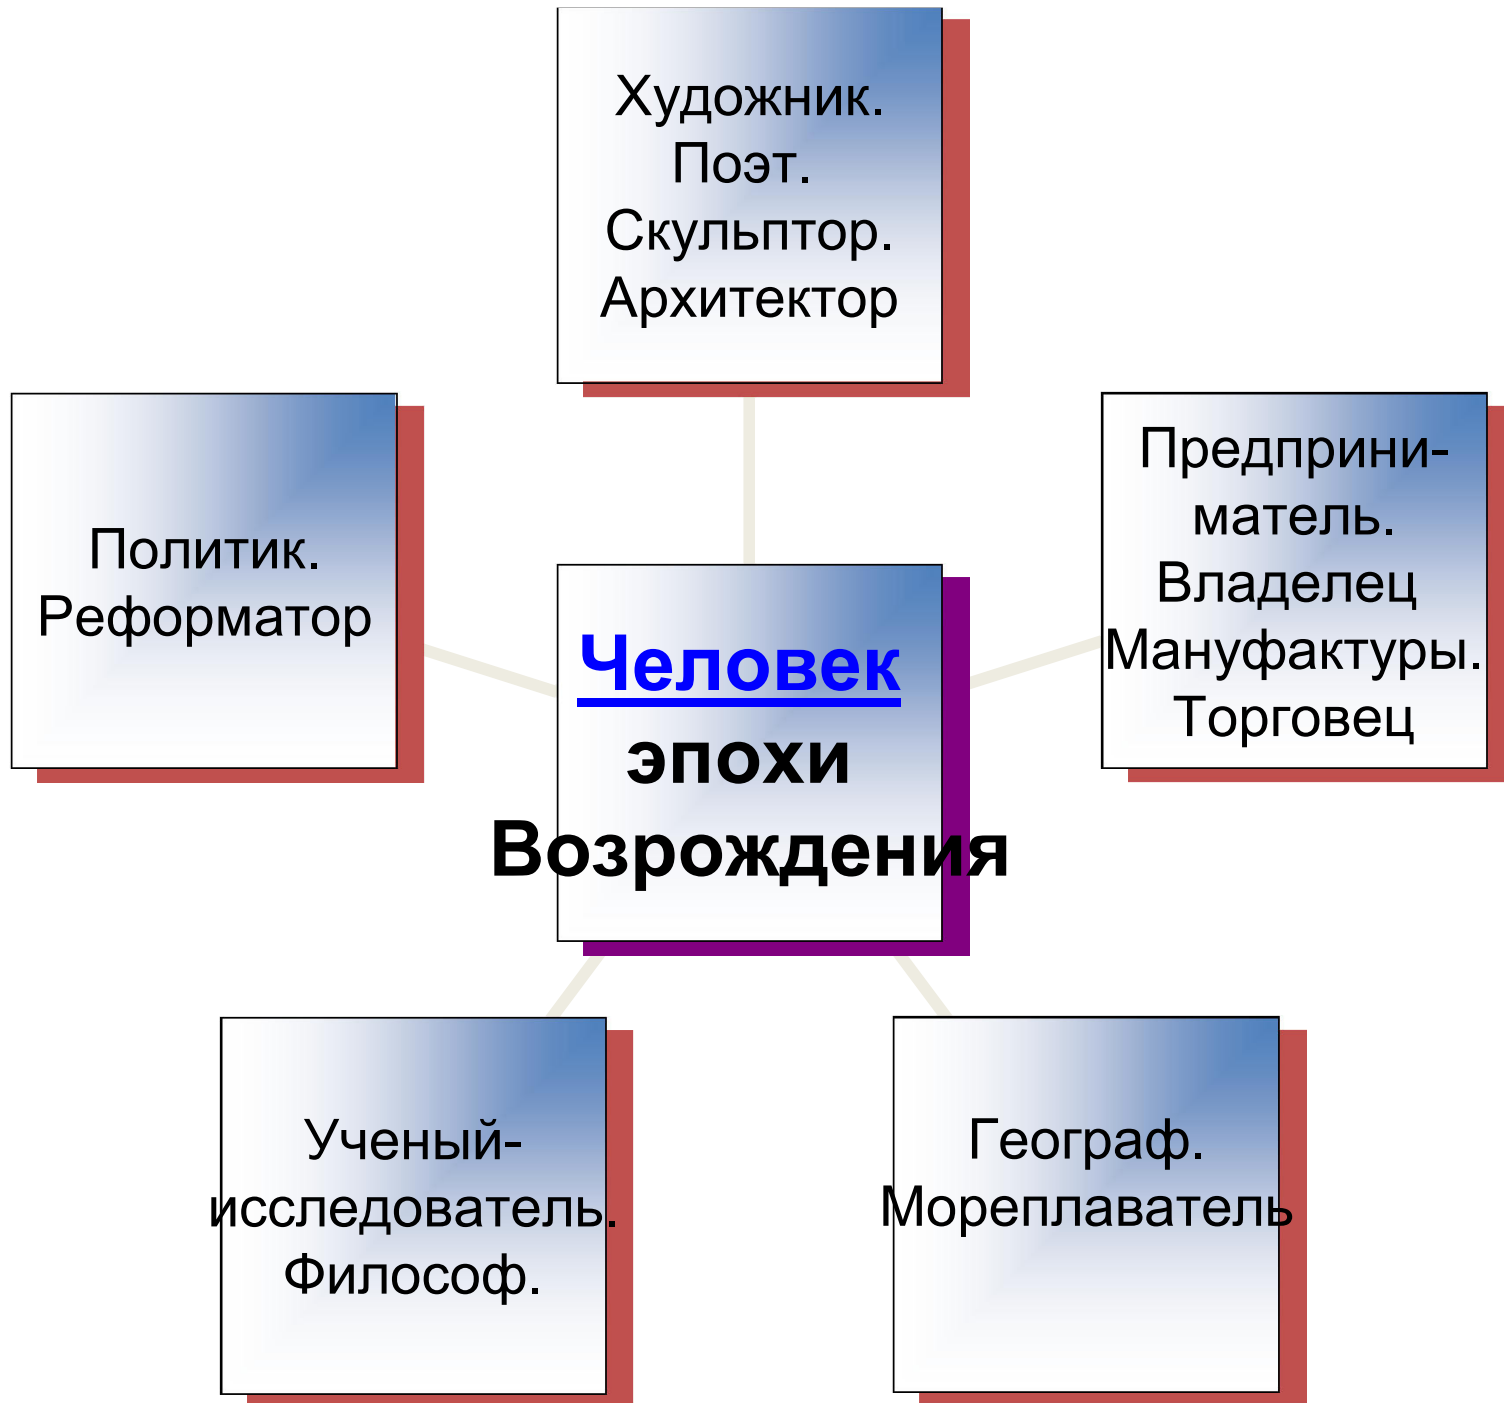 Художник.
Поэт.
Скульптор.
Архитектор
Политик.
Реформатор
Предприни-
матель.
Владелец
Мануфактуры.
Торговец
Человек
эпохи
Возрождения
Ученый-
исследователь.
Философ.
Географ.
Мореплаватель